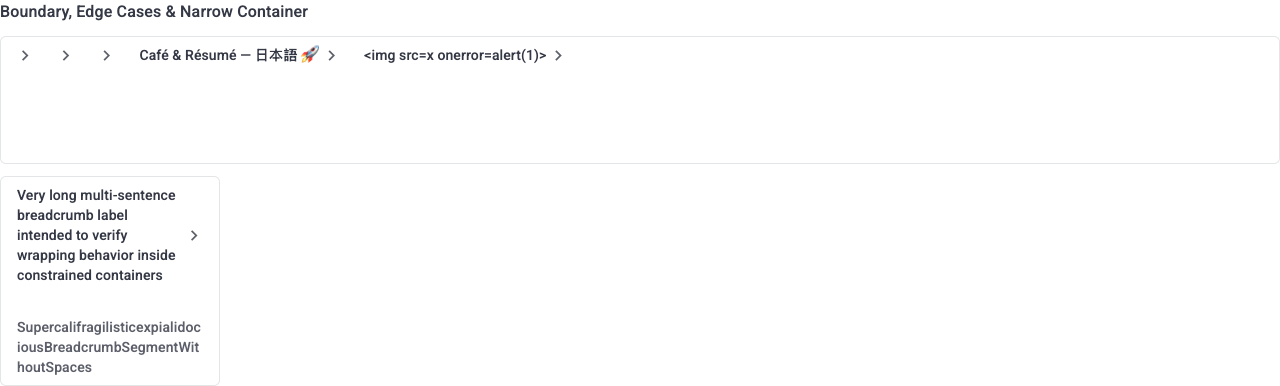 Boundary, Edge Cases & Narrow Container
Café & Résumé — 日本語 🚀
<img src=x onerror=alert(1)>
Very long multi-sentence
breadcrumb label
intended to verify
wrapping behavior inside
constrained containers
Supercalifragilisticexpialidoc
iousBreadcrumbSegmentWit
houtSpaces